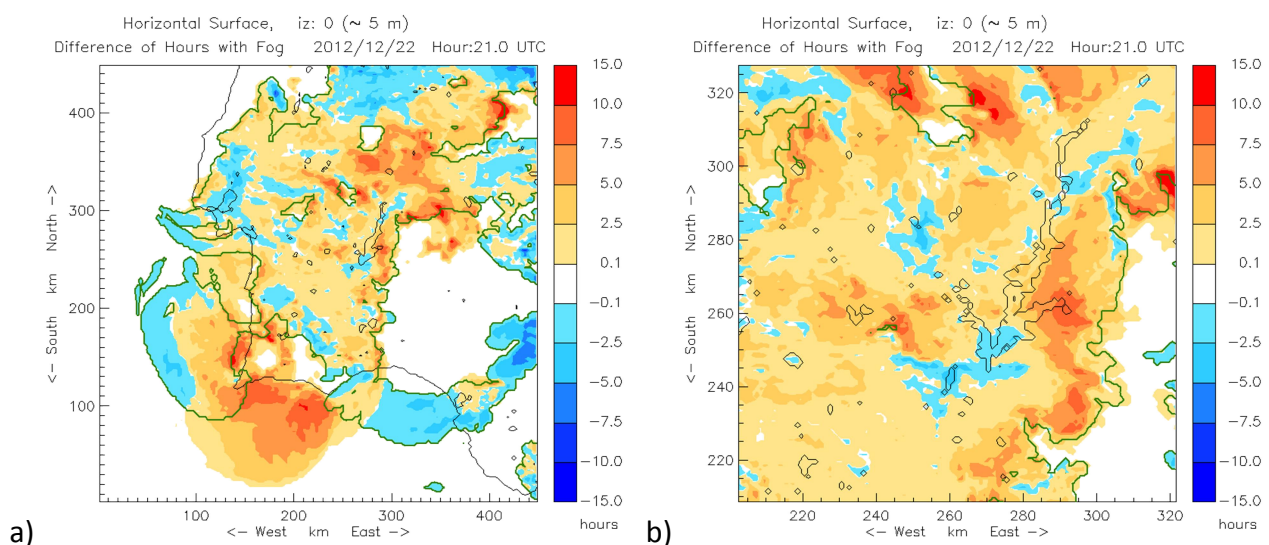 Horizontal Surface, iz: 0 (~ 5 m)
Difference of Hours with Fog 2012/12/22 Hour:21.0 UTC
<- South km North ->
400
300
200
100
100 200 300 400
<- West km East ->
15.0
10.0
7.5
5.0
2.5
0.1
-0.1
-2.5
-5.0
-7.5
-10.0
-15.0
hours
a)
Horizontal Surface, iz: 0 (~ 5 m)
Difference of Hours with Fog 2012/12/22 Hour:21.0 UTC
<- South km North ->
320
300
280
260
240
220
220 240 260 280 300 320
<- West km East ->
15.0
10.0
7.5
5.0
2.5
0.1
-0.1
-2.5
-5.0
-7.5
-10.0
-15.0
hours
b)